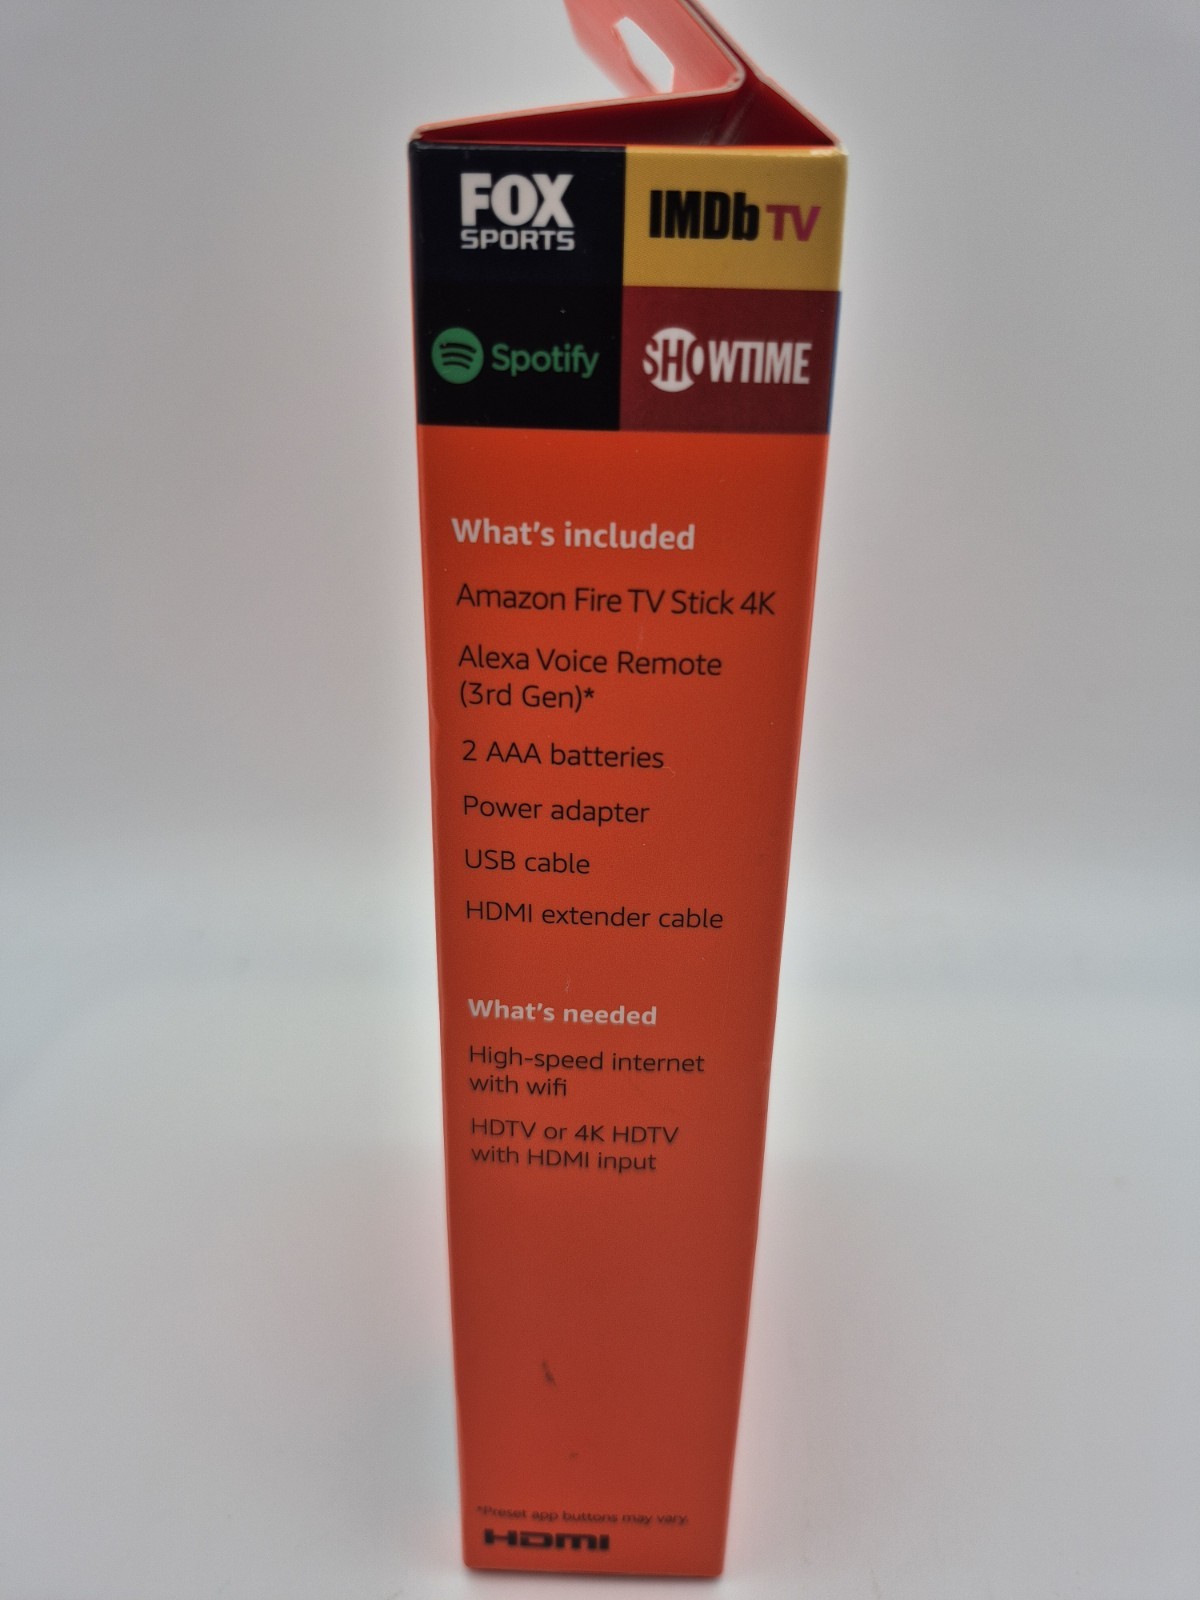 FOX
SPORTS
IMDb TV
Spotify
SHOWTIME
What's included
Amazon Fire TV Stick 4K
Alexa Voice Remote
(3rd Gen)*
2 AAA batteries
Power adapter
USB cable
HDMI extender cable
What's needed
High-speed internet
with wifi
HDTV or 4K HDTV
with HDMI input
*Preset app buttons may vary.
HDMI